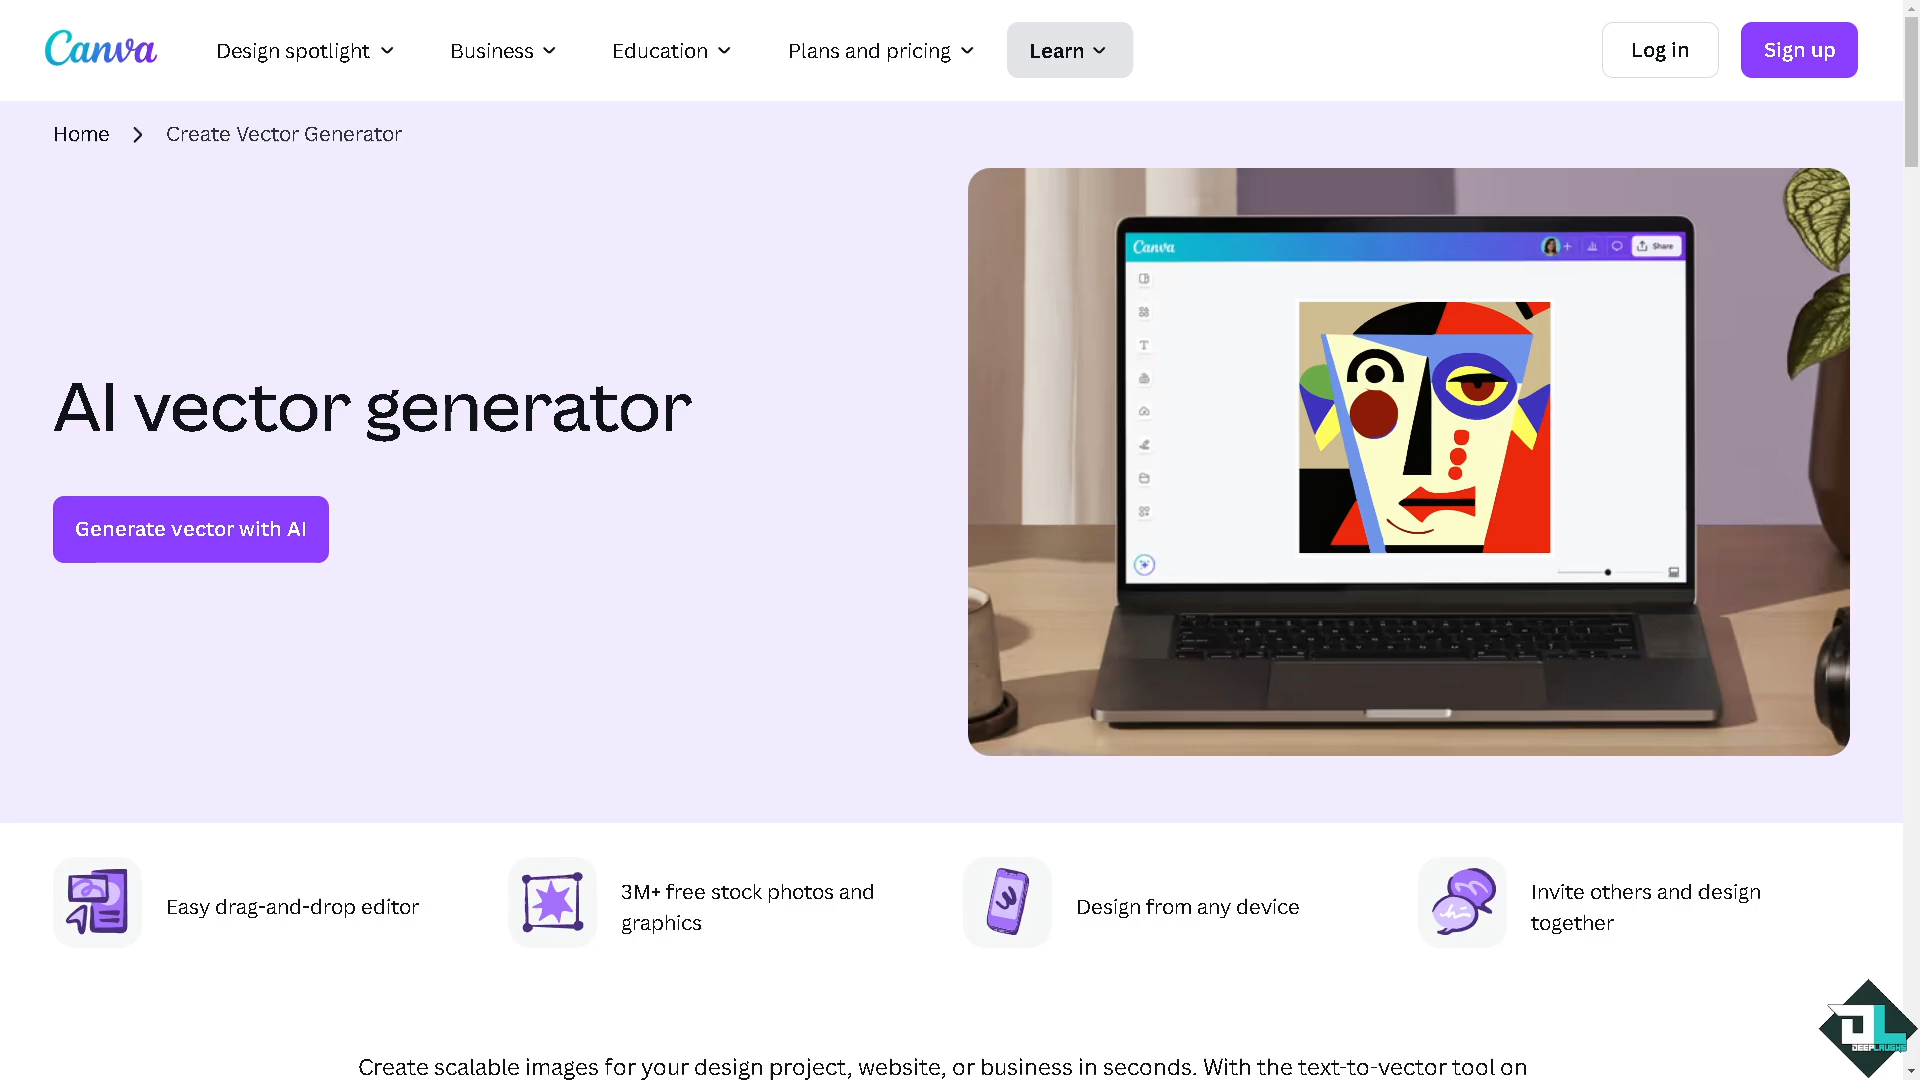 Canva
Design spotlight
Business
Education
Plans and pricing
Learn
Log in
Sign up
Home
Create Vector Generator
Canva
Share
AI vector generator
Generate vector with AI
Easy drag-and-drop editor
3M+ free stock photos and
graphics
Design from any device
Invite others and design
together
Create scalable images for your design project, website, or business in seconds. With the text-to-vector tool on
DEEPLAUGHS